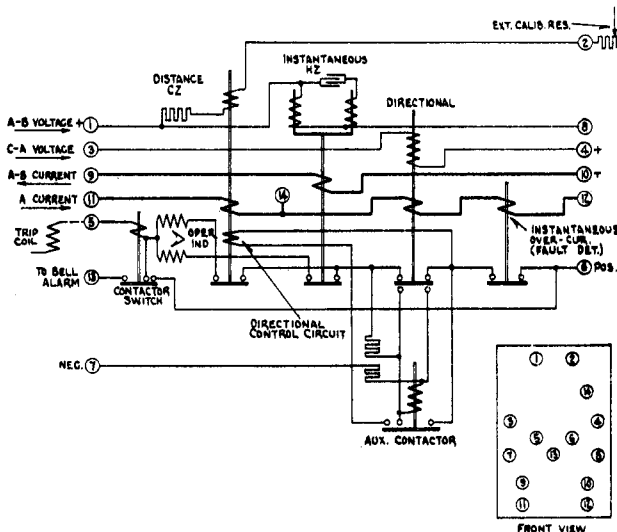 EXT. CALIB. RES.
2
INSTANTANEOUS
HZ
DISTANCE
CZ
DIRECTIONAL
A-B VOLTAGE + 1
8
C-A VOLTAGE 3
4 +
A-B CURRENT 9
10 +
A CURRENT 11
14
12
5
TRIP
COIL
OPER
IND
INSTANTANEOUS
OVER-CUR.
(FAULT DET.)
TO BELL
ALARM 13
CONTACTOR
SWITCH
6 POS.
DIRECTIONAL
CONTROL CIRCUIT
NEG. 7
AUX. CONTACTOR
1 2
14
3 4
5 6
7 13 8
9 10
11 12
FRONT VIEW